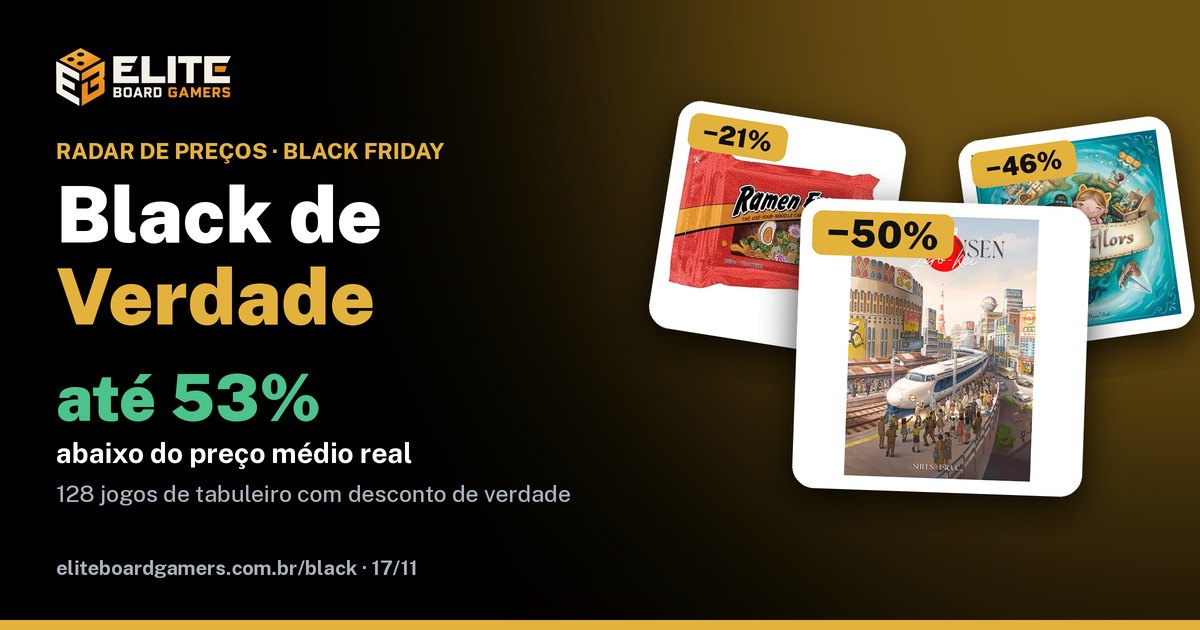 ELITE
BOARD GAMERS
RADAR DE PREÇOS · BLACK FRIDAY
Black de
Verdade
até 53%
abaixo do preço médio real
128 jogos de tabuleiro com desconto de verdade
eliteboardgamers.com.br/black · 17/11
−21%
Ramen
−46%
−50%